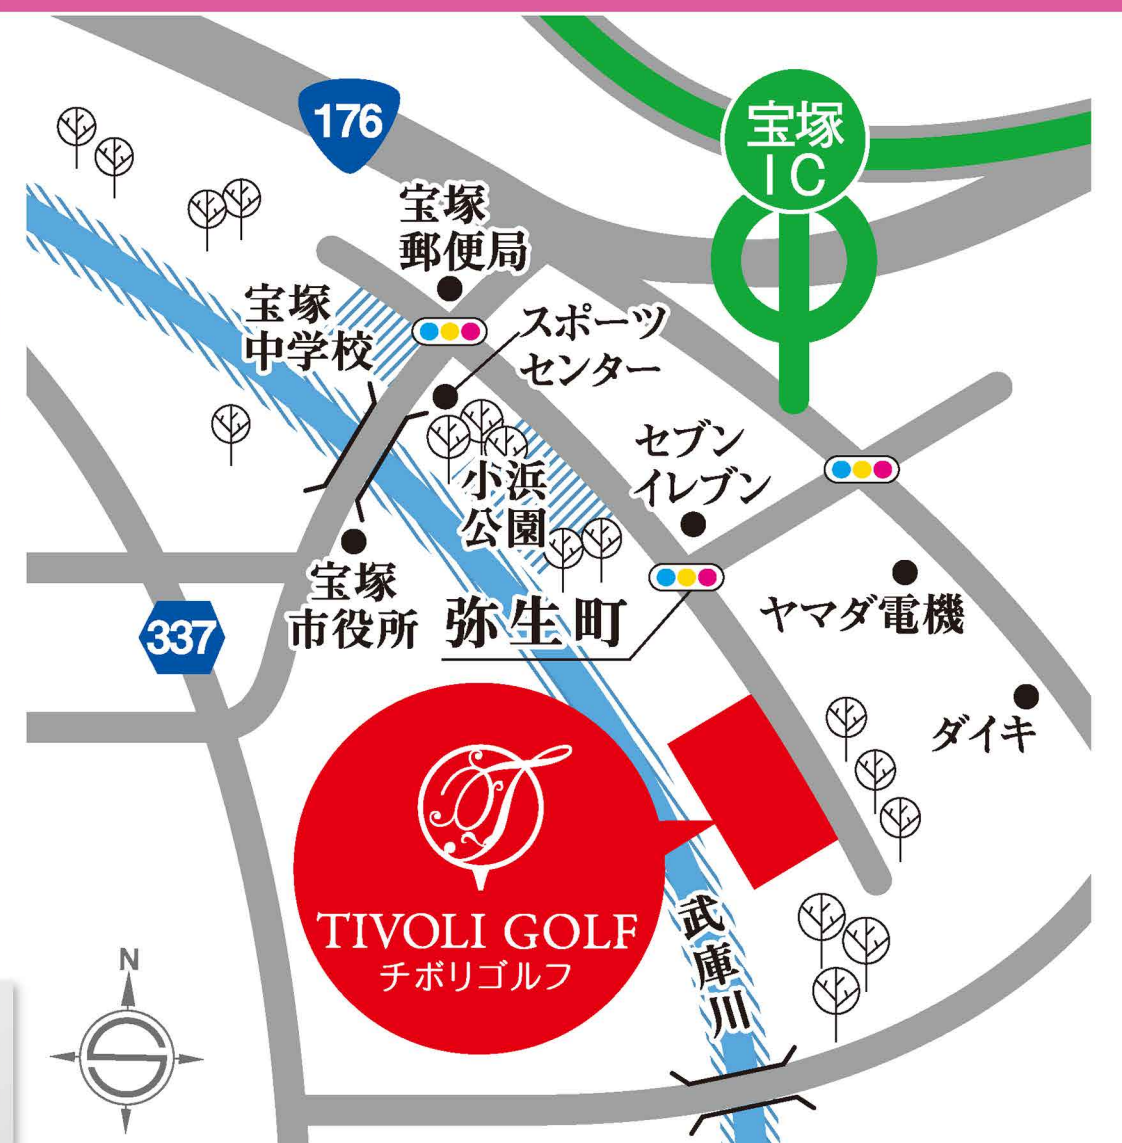 176
宝塚
IC
宝塚
郵便局
宝塚
中学校
スポーツ
センター
セブン
イレブン
小浜
公園
宝塚
市役所
弥生町
337
ヤマダ電機
ダイキ
TIVOLI GOLF
チボリゴルフ
武庫川
N